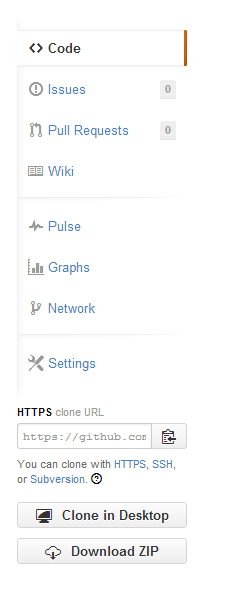 Code
Issues 0
Pull Requests 0
Wiki
Pulse
Graphs
Network
Settings
HTTPS clone URL
https://github.com
You can clone with HTTPS, SSH,
or Subversion.
Clone in Desktop
Download ZIP